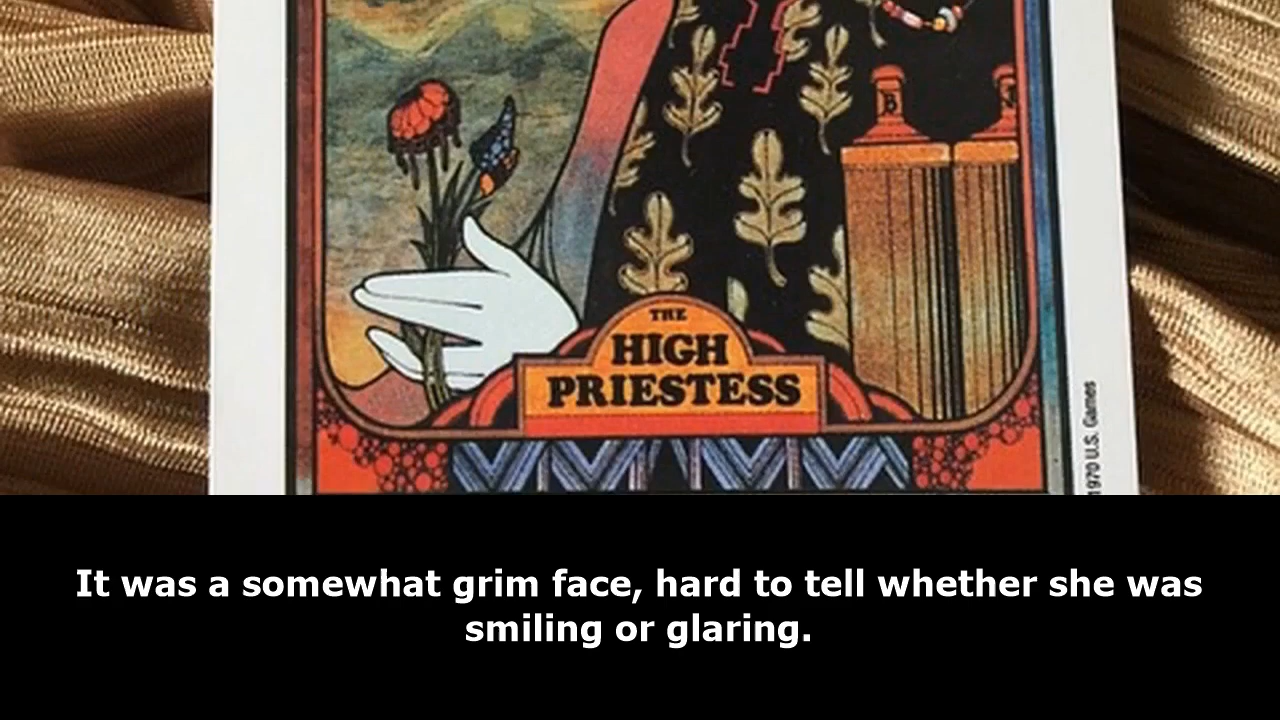 B
THE
HIGH
PRIESTESS
1970 U.S. Games
It was a somewhat grim face, hard to tell whether she was
smiling or glaring.